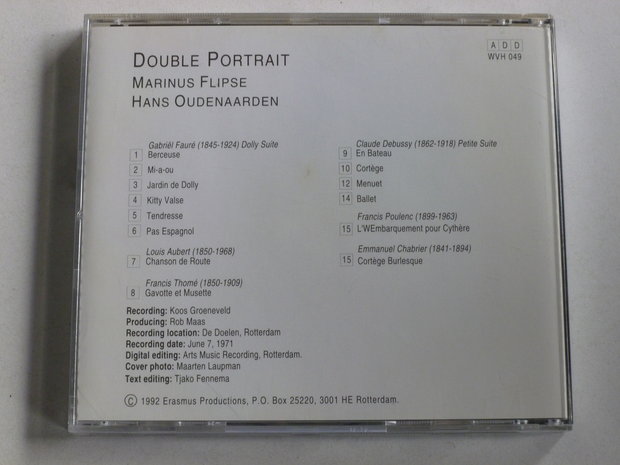 DOUBLE PORTRAIT
MARINUS FLIPSE
HANS OUDENAARDEN
A D D
WVH 049
Gabriël Fauré (1845-1924) Dolly Suite
1 Berceuse
2 Mi-a-ou
3 Jardin de Dolly
4 Kitty Valse
5 Tendresse
6 Pas Espagnol
Louis Aubert (1850-1968)
7 Chanson de Route
Francis Thomé (1850-1909)
8 Gavotte et Musette
Claude Debussy (1862-1918) Petite Suite
9 En Bateau
10 Cortège
12 Menuet
14 Ballet
Francis Poulenc (1899-1963)
15 L'WEmbarquement pour Cythère
Emmanuel Chabrier (1841-1894)
15 Cortège Burlesque
Recording: Koos Groeneveld
Producing: Rob Maas
Recording location: De Doelen, Rotterdam
Recording date: June 7, 1971
Digital editing: Arts Music Recording, Rotterdam.
Cover photo: Maarten Laupman
Text editing: Tjako Fennema
Ⓒ 1992 Erasmus Productions, P.O. Box 25220, 3001 HE Rotterdam.